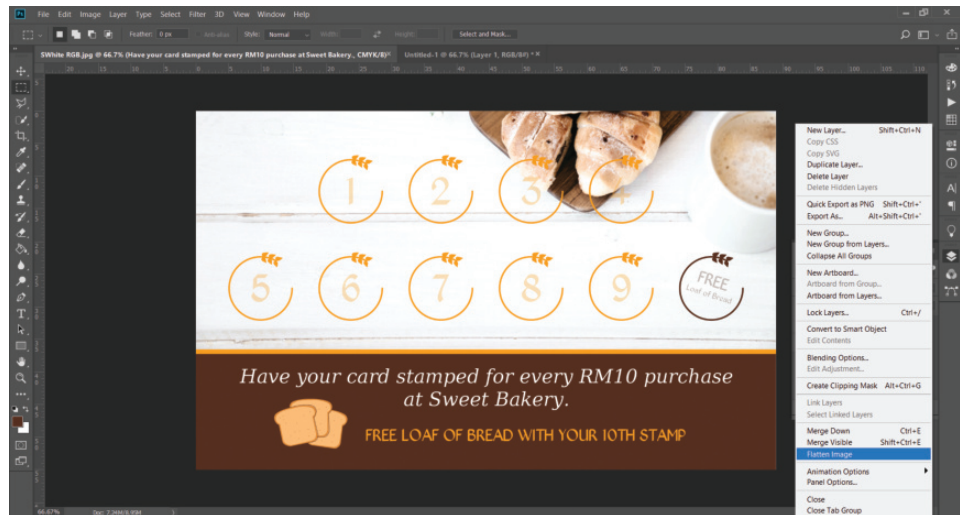 File Edit Image Layer Type Select Filter 3D View Window Help
Feather: 0 px Anti-alias Style: Normal Width: Height: Select and Mask...
SWhite RGB.jpg @ 66.7% (Have your card stamped for every RM10 purchase at Sweet Bakery., CMYK/8) Untitled-1 @ 66.7% (Layer 1, RGB/8#) *
1 2 3 4
5 6 7 8 9 FREE
Loaf of Bread
Have your card stamped for every RM10 purchase
at Sweet Bakery.
FREE LOAF OF BREAD WITH YOUR 10TH STAMP
New Layer... Shift+Ctrl+N
Copy CSS
Copy SVG
Duplicate Layer...
Delete Layer
Delete Hidden Layers
Quick Export as PNG Shift+Ctrl+'
Export As... Alt+Shift+Ctrl+'
New Group...
New Group from Layers...
Collapse All Groups
New Artboard...
Artboard from Group...
Artboard from Layers...
Lock Layers... Ctrl+/
Convert to Smart Object
Edit Contents
Blending Options...
Edit Adjustment...
Create Clipping Mask Alt+Ctrl+G
Link Layers
Select Linked Layers
Merge Down Ctrl+E
Merge Visible Shift+Ctrl+E
Flatten Image
Animation Options
Panel Options...
Close
Close Tab Group
66.67%